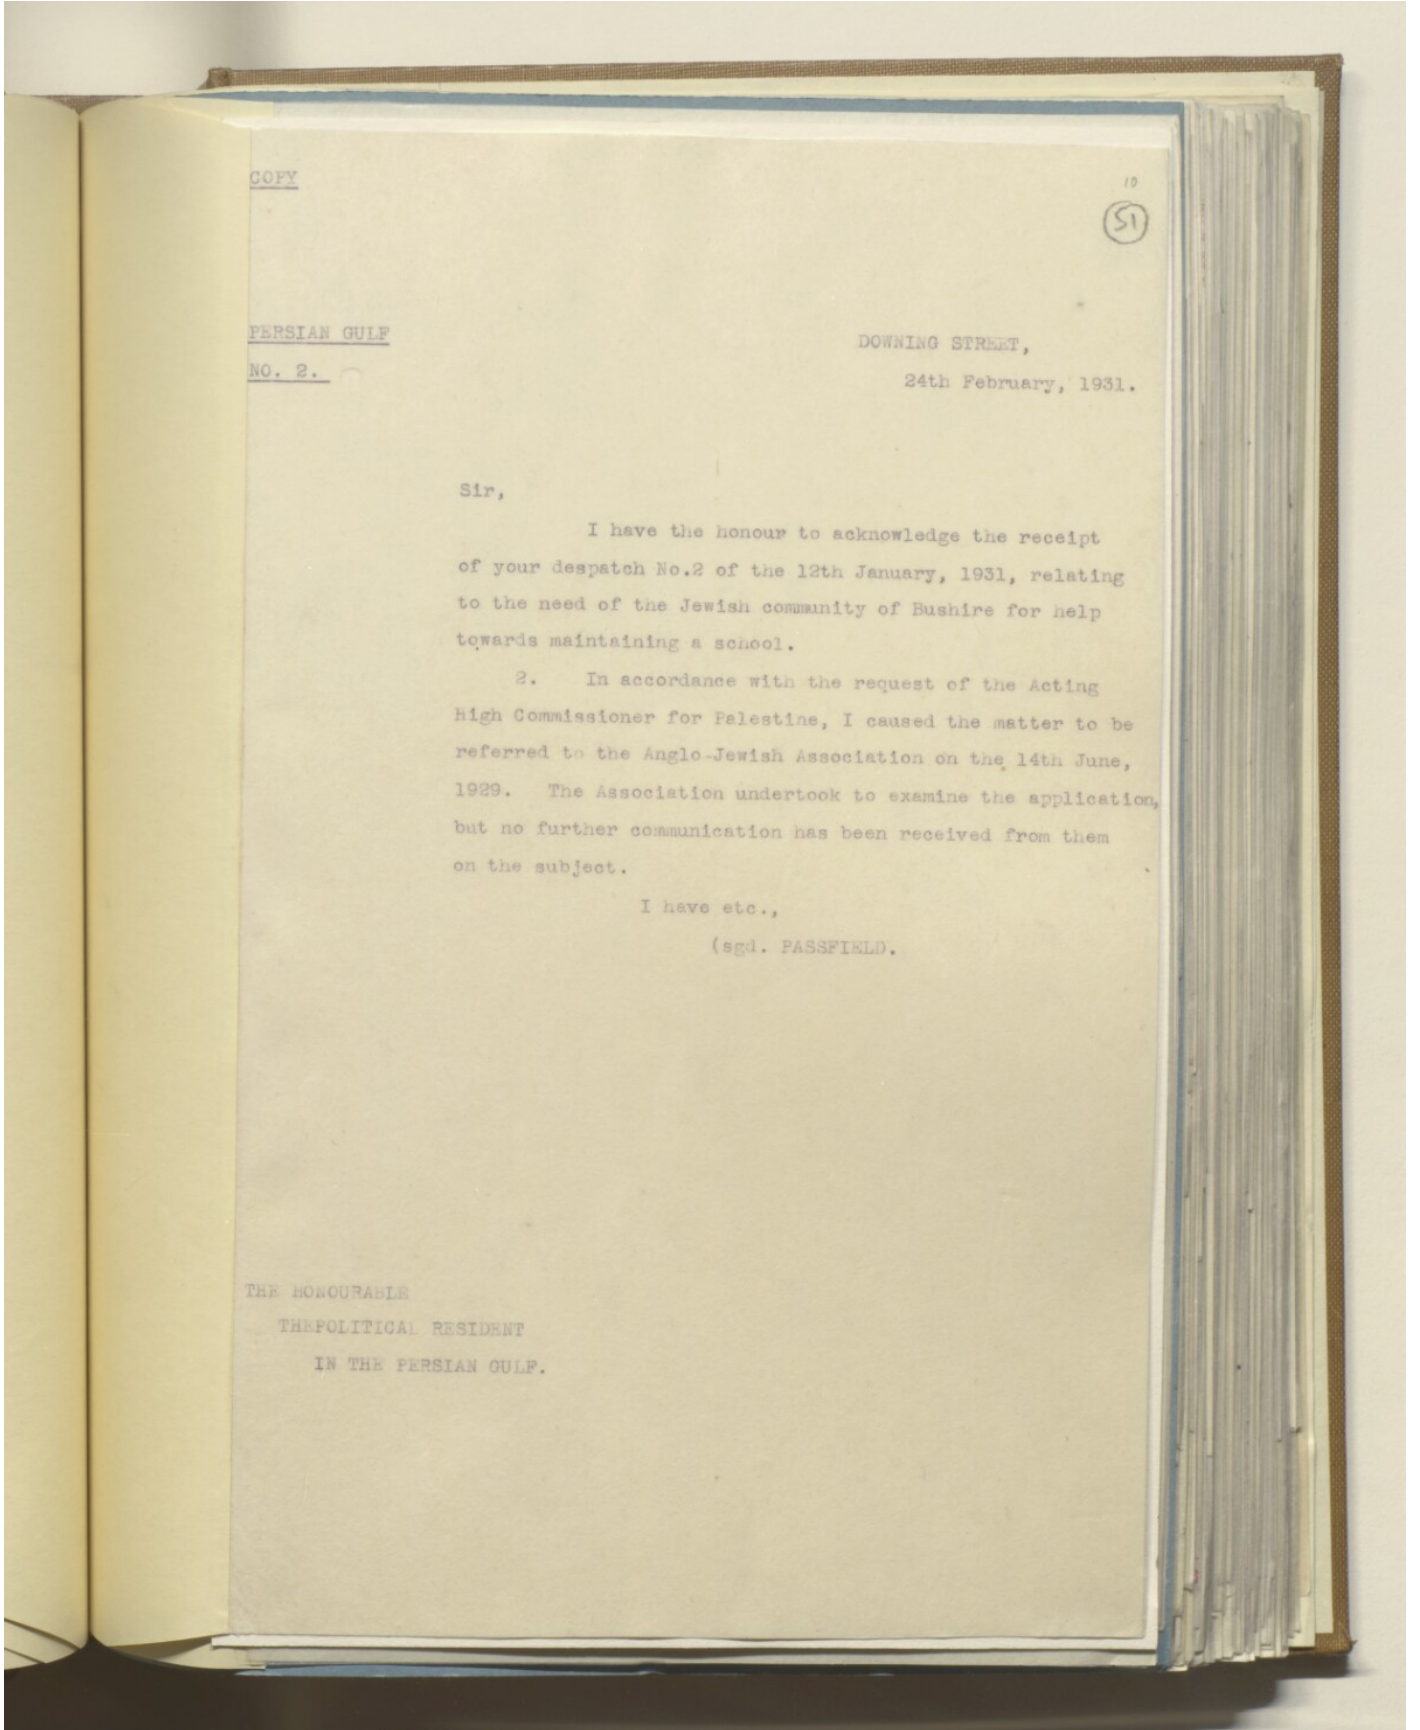 COPY
10
51
PERSIAN GULF
NO. 2.
DOWNING STREET,
24th February, 1931.
Sir,
I have the honour to acknowledge the receipt
of your despatch No.2 of the 12th January, 1931, relating
to the need of the Jewish community of Bushire for help
towards maintaining a school.
2. In accordance with the request of the Acting
High Commissioner for Palestine, I caused the matter to be
referred to the Anglo-Jewish Association on the 14th June,
1929. The Association undertook to examine the application,
but no further communication has been received from them
on the subject.
I have etc.,
(sgd. PASSFIELD.
THE HONOURABLE
THEPOLITICAL RESIDENT
IN THE PERSIAN GULF.